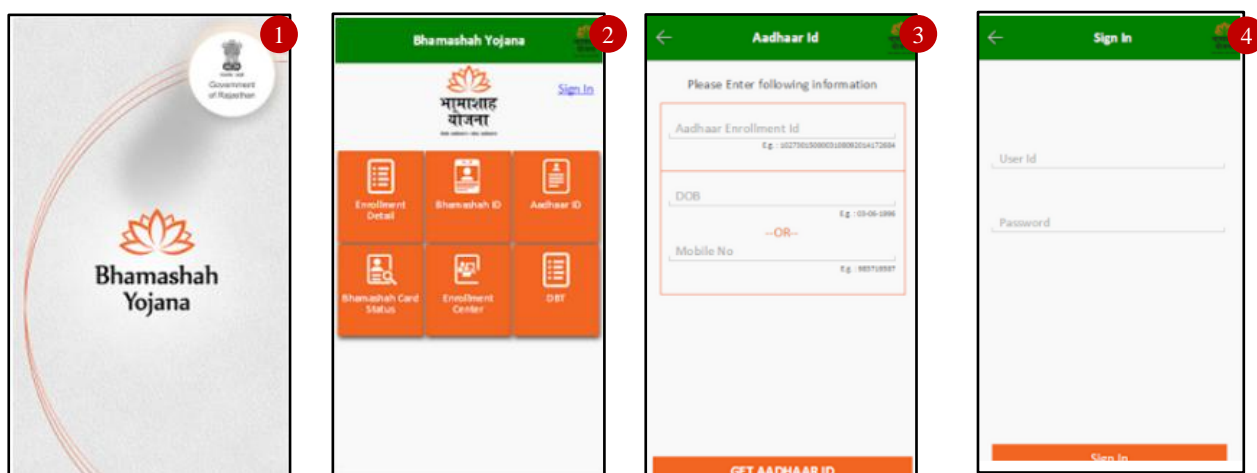 1
Government
of Rajasthan
Bhamashah
Yojana
2
Bhamashah Yojana
भामाशाह
योजना
Sign In
Enrollment
Detail
Bhamashah ID
Aadhaar ID
Bhamashah Card
Status
Enrollment
Center
DBT
3
Aadhaar Id
Please Enter following information
Aadhaar Enrollment Id
DOB
E.g. : 03-06-1996
--OR--
Mobile No
GET AADHAAR ID
4
Sign In
User Id
Password
Sign In